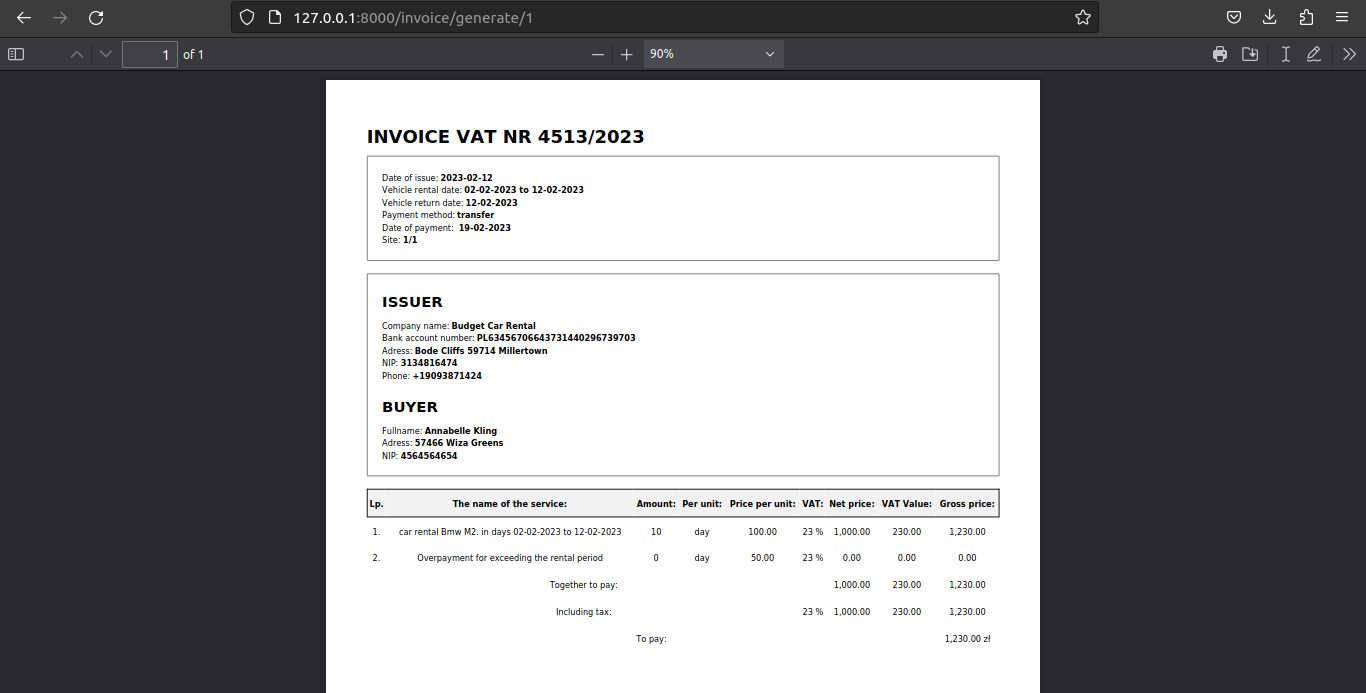 127.0.0.1:8000/invoice/generate/1
1 of 1 90%
INVOICE VAT NR 4513/2023
Date of issue: 2023-02-12
Vehicle rental date: 02-02-2023 to 12-02-2023
Vehicle return date: 12-02-2023
Payment method: transfer
Date of payment: 19-02-2023
Site: 1/1
ISSUER
Company name: Budget Car Rental
Bank account number: PL63456706643731440296739703
Adress: Bode Cliffs 59714 Millertown
NIP: 3134816474
Phone: +19093871424
BUYER
Fullname: Annabelle Kling
Adress: 57466 Wiza Greens
NIP: 4564564654
Lp. The name of the service: Amount: Per unit: Price per unit: VAT: Net price: VAT Value: Gross price:
1. car rental Bmw M2. in days 02-02-2023 to 12-02-2023 10 day 100.00 23 % 1,000.00 230.00 1,230.00
2. Overpayment for exceeding the rental period 0 day 50.00 23 % 0.00 0.00 0.00
Together to pay: 1,000.00 230.00 1,230.00
Including tax: 23 % 1,000.00 230.00 1,230.00
To pay: 1,230.00 zł